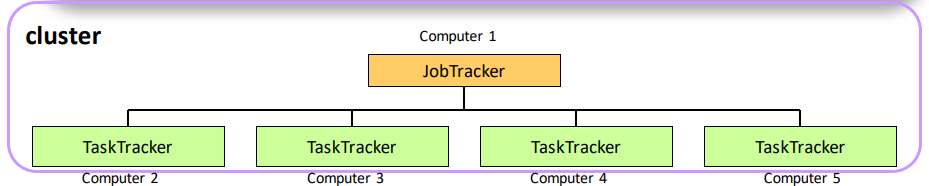 cluster
Computer 1
JobTracker
TaskTracker TaskTracker TaskTracker TaskTracker
Computer 2 Computer 3 Computer 4 Computer 5